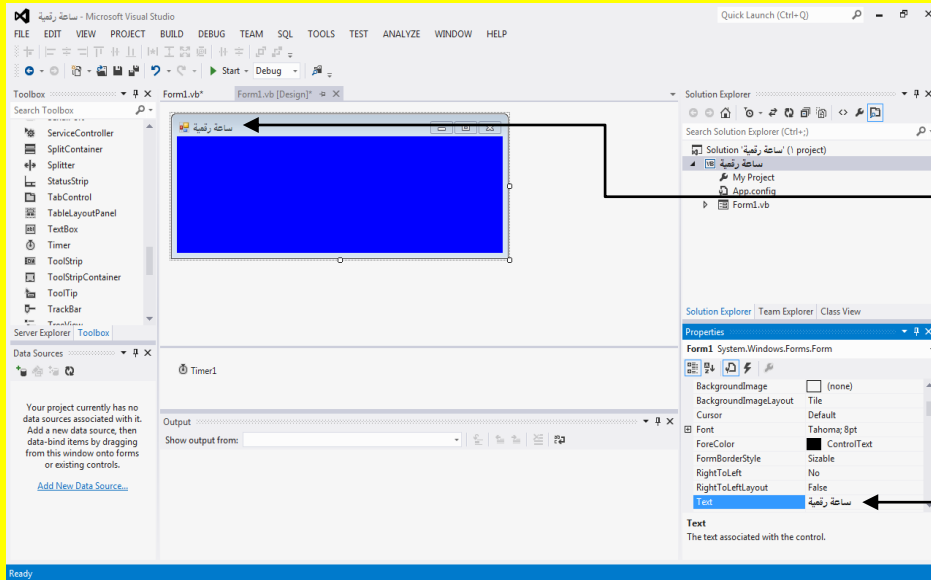 ساعة رقمية - Microsoft Visual Studio
Quick Launch (Ctrl+Q)
FILE EDIT VIEW PROJECT BUILD DEBUG TEAM SQL TOOLS TEST ANALYZE WINDOW HELP
Start - Debug
Toolbox
Search Toolbox
ServiceController
SplitContainer
Splitter
StatusStrip
TabControl
TableLayoutPanel
TextBox
Timer
ToolStrip
ToolStripContainer
ToolTip
TrackBar
TreeView
Server Explorer Toolbox
Data Sources
Your project currently has no
data sources associated with it.
Add a new data source, then
data-bind items by dragging
from this window onto forms
or existing controls.
Add New Data Source...
Form1.vb* Form1.vb [Design]*
ساعة رقمية
Timer1
Output
Show output from:
Solution Explorer
Search Solution Explorer (Ctrl+;)
Solution 'ساعة رقمية' (١ project)
VB ساعة رقمية
My Project
App.config
Form1.vb
Solution Explorer Team Explorer Class View
Properties
Form1 System.Windows.Forms.Form
BackgroundImage (none)
BackgroundImageLayout Tile
Cursor Default
Font Tahoma; 8pt
ForeColor ControlText
FormBorderStyle Sizable
RightToLeft No
RightToLeftLayout False
Text ساعة رقمية
Text
The text associated with the control.
Ready